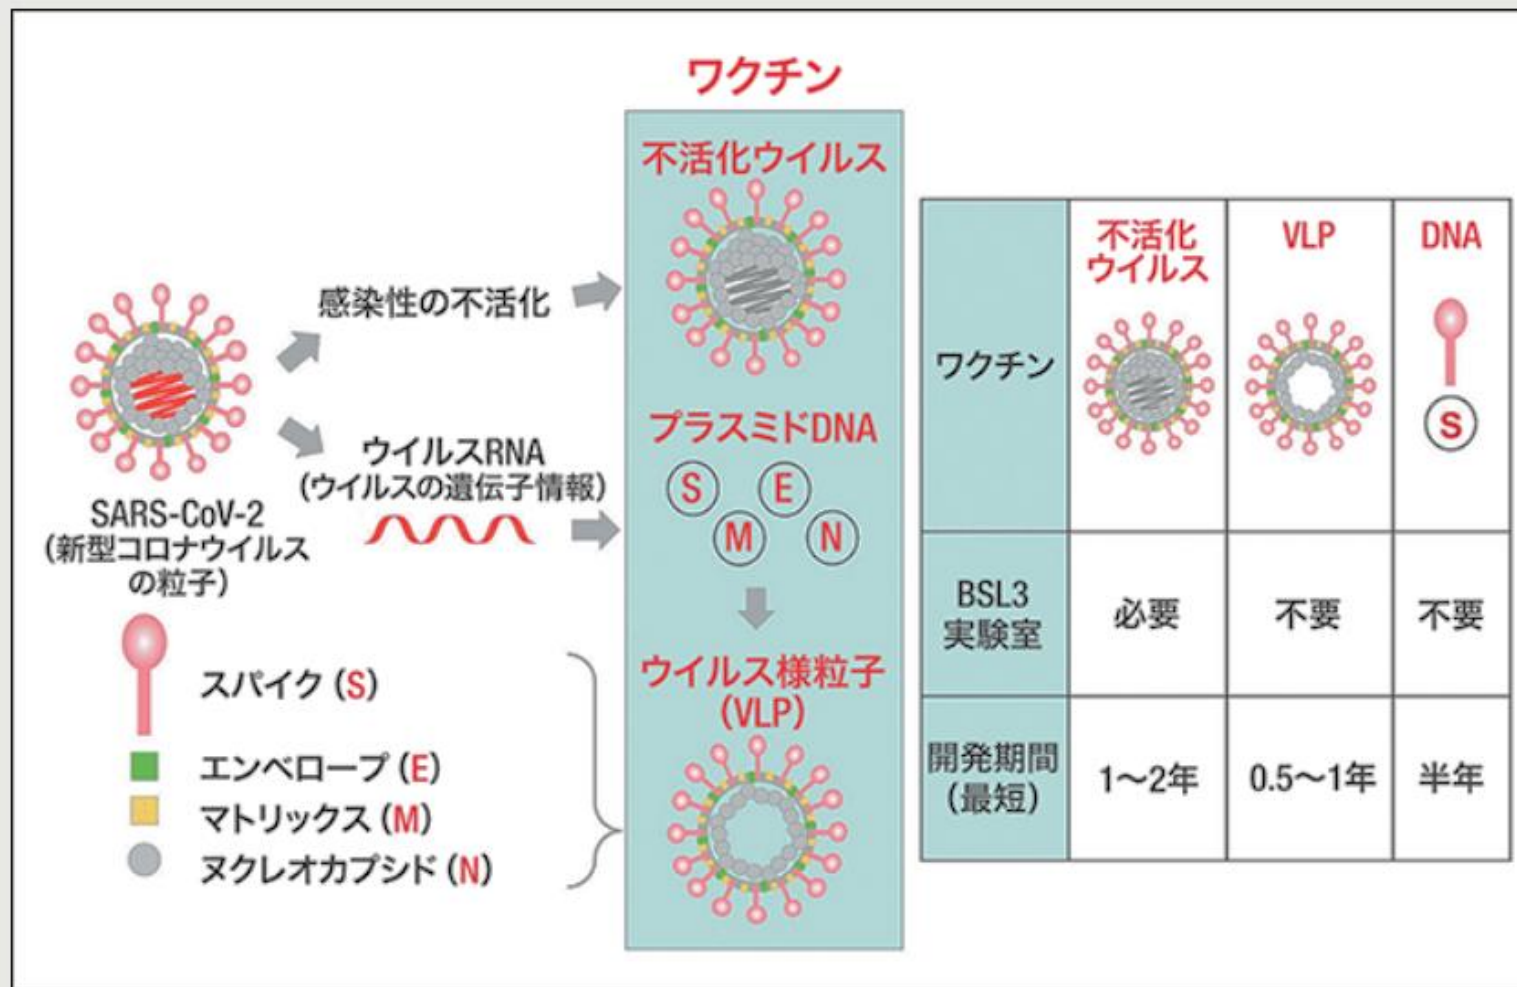 ワクチン
不活化ウイルス
感染性の不活化
プラスミドDNA
S
E
M
N
ウイルスRNA
(ウイルスの遺伝子情報)
SARS-CoV-2
(新型コロナウイルス
の粒子)
スパイク(S)
エンベロープ(E)
マトリックス(M)
ヌクレオカプシド(N)
ウイルス様粒子
(VLP)
不活化
ウイルス
VLP
DNA
ワクチン
S
BSL3
実験室
必要
不要
不要
開発期間
(最短)
1〜2年
0.5〜1年
半年